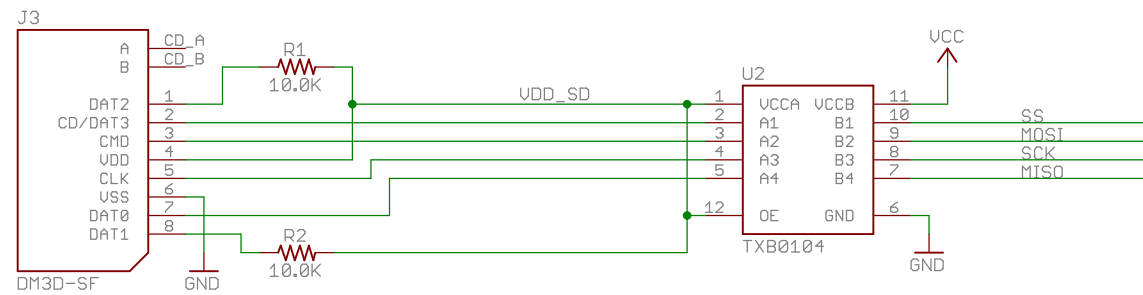 J3
A CD_A
B CD_B
DAT2 1
CD/DAT3 2
CMD 3
VDD 4
CLK 5
VSS 6
DAT0 7
DAT1 8
DM3D-SF
GND
R1
10.0K
R2
10.0K
VDD_SD
U2
1 VCCA VCCB 11
2 A1 B1 10
3 A2 B2 9
4 A3 B3 8
5 A4 B4 7
12 OE GND 6
TXB0104
VCC
SS
MOSI
SCK
MISO
GND